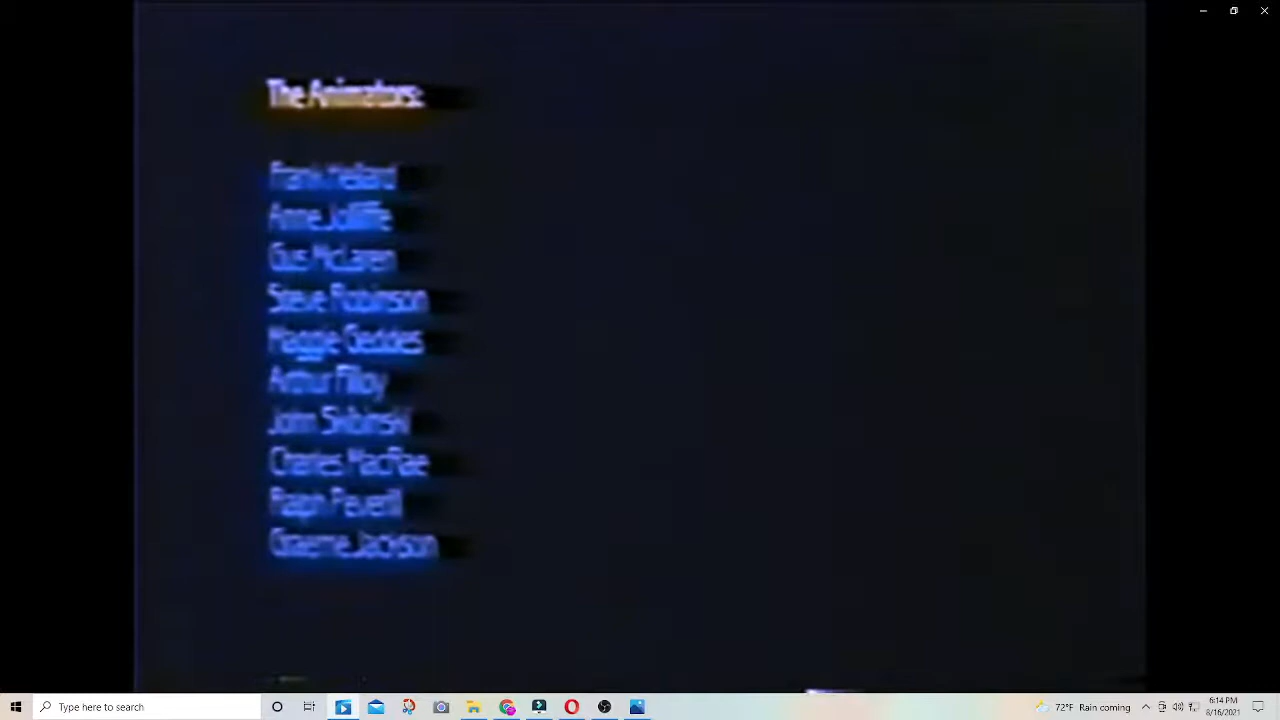 The Animators:
Frank Hellard
Anne Jolliffe
Gus McLaren
Steve Robinson
Maggie Geddes
Arthur Filloy
John Skibinski
Charles MacRae
Ralph Peverill
Graeme Jackson
Type here to search
72°F Rain coming
6:14 PM
8/16/2021